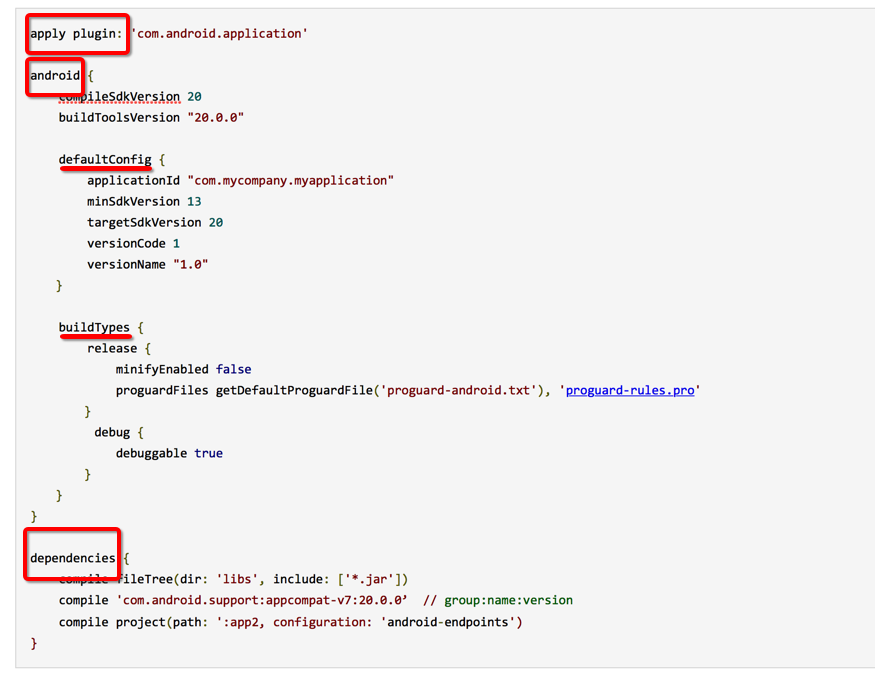 apply plugin: 'com.android.application'
android {
compileSdkVersion 20
buildToolsVersion "20.0.0"
defaultConfig {
applicationId "com.mycompany.myapplication"
minSdkVersion 13
targetSdkVersion 20
versionCode 1
versionName "1.0"
}
buildTypes {
release {
minifyEnabled false
proguardFiles getDefaultProguardFile('proguard-android.txt'), 'proguard-rules.pro'
}
debug {
debuggable true
}
}
}
dependencies {
compile fileTree(dir: 'libs', include: ['*.jar'])
compile 'com.android.support:appcompat-v7:20.0.0’ // group:name:version
compile project(path: ':app2, configuration: 'android-endpoints')
}